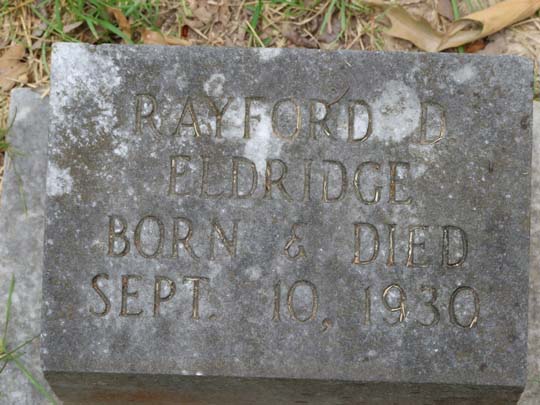 RAYFORD D
ELDRIDGE
BORN & DIED
SEPT. 10, 1930